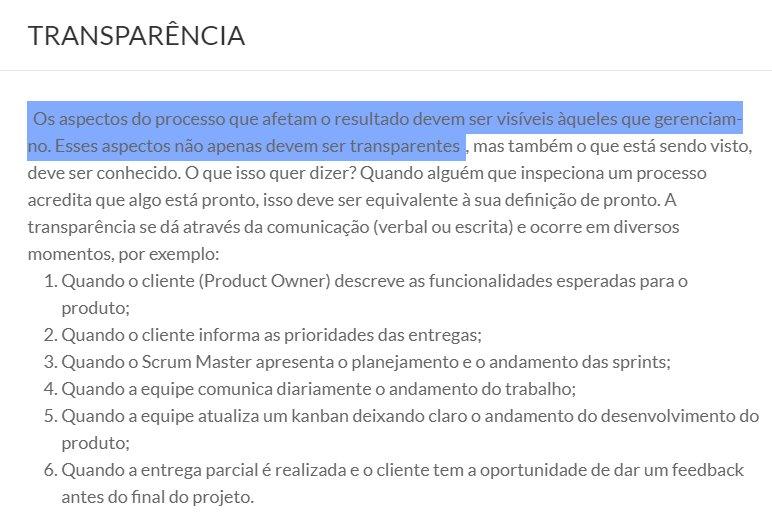 TRANSPARÊNCIA
Os aspectos do processo que afetam o resultado devem ser visíveis àqueles que gerenciam-
no. Esses aspectos não apenas devem ser transparentes , mas também o que está sendo visto,
deve ser conhecido. O que isso quer dizer? Quando alguém que inspeciona um processo
acredita que algo está pronto, isso deve ser equivalente à sua definição de pronto. A
transparência se dá através da comunicação (verbal ou escrita) e ocorre em diversos
momentos, por exemplo:
1. Quando o cliente (Product Owner) descreve as funcionalidades esperadas para o
produto;
2. Quando o cliente informa as prioridades das entregas;
3. Quando o Scrum Master apresenta o planejamento e o andamento das sprints;
4. Quando a equipe comunica diariamente o andamento do trabalho;
5. Quando a equipe atualiza um kanban deixando claro o andamento do desenvolvimento do
produto;
6. Quando a entrega parcial é realizada e o cliente tem a oportunidade de dar um feedback
antes do final do projeto.